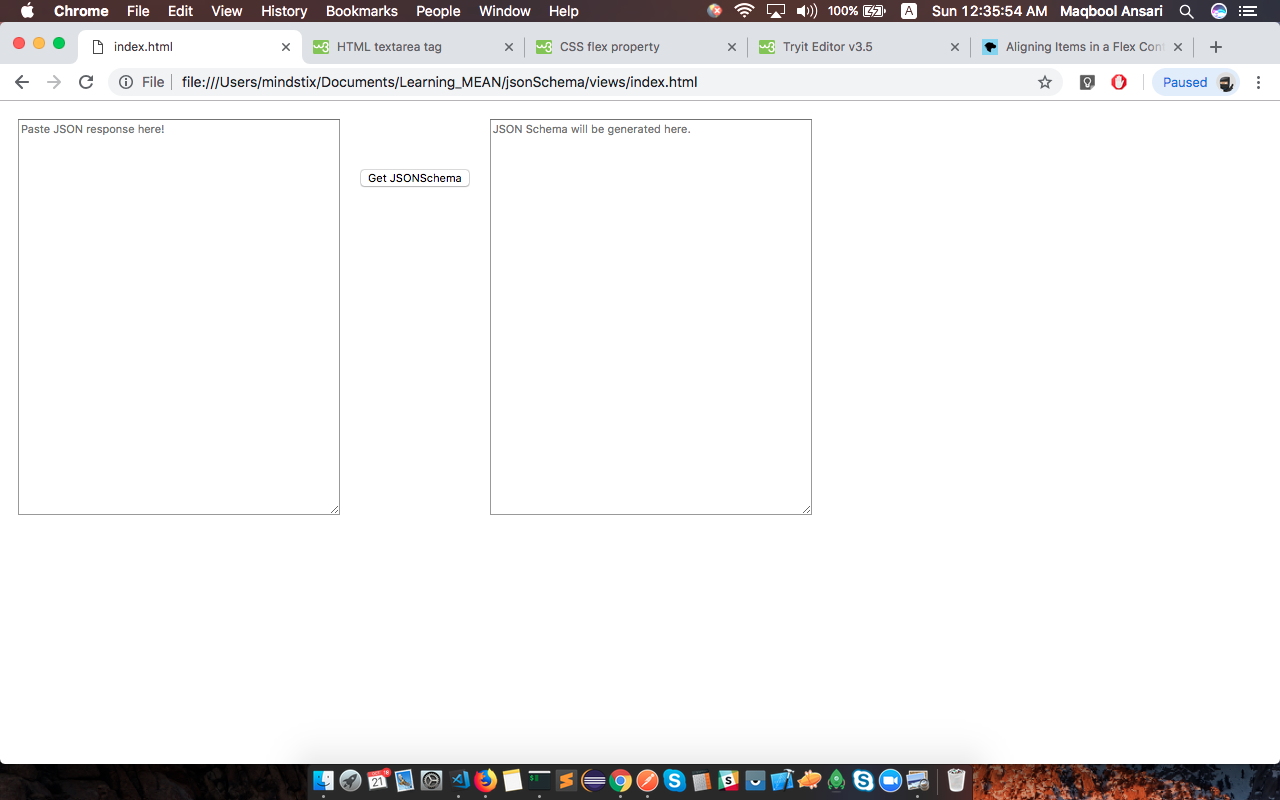 Chrome File Edit View History Bookmarks People Window Help 100% A Sun 12:35:54 AM Maqbool Ansari
index.html HTML textarea tag CSS flex property Tryit Editor v3.5 Aligning Items in a Flex Cont
File file:///Users/mindstix/Documents/Learning_MEAN/jsonSchema/views/index.html Paused
Paste JSON response here! JSON Schema will be generated here.
Get JSONSchema
21